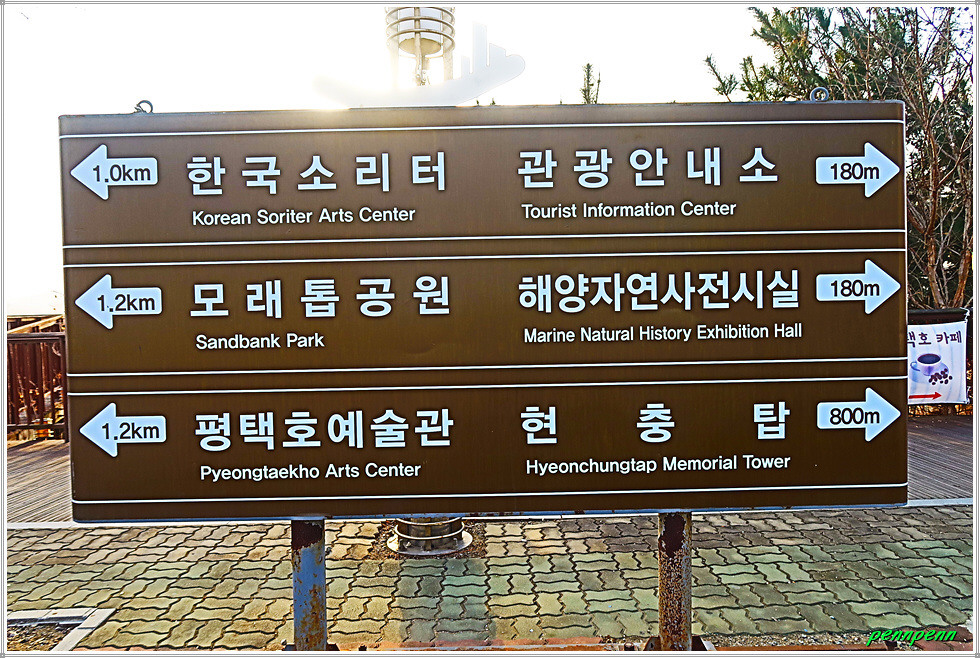 1.0km 한국소리터
Korean Soriter Arts Center
관광안내소 180m
Tourist Information Center
1.2km 모래톱공원
Sandbank Park
해양자연사전시실 180m
Marine Natural History Exhibition Hall
1.2km 평택호예술관
Pyeongtaekho Arts Center
현충탑 800m
Hyeonchungtap Memorial Tower
택호 카페
pennpenn